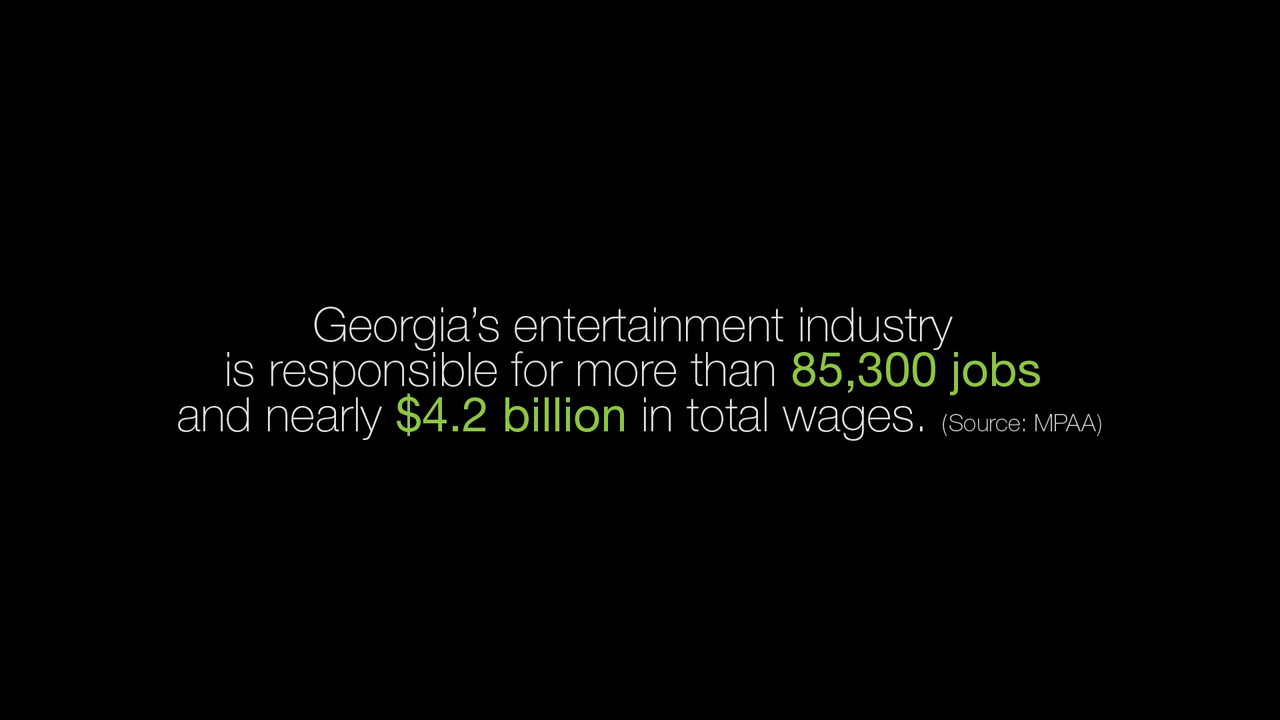 Georgia’s entertainment industry
is responsible for more than 85,300 jobs
and nearly $4.2 billion in total wages. (Source: MPAA)